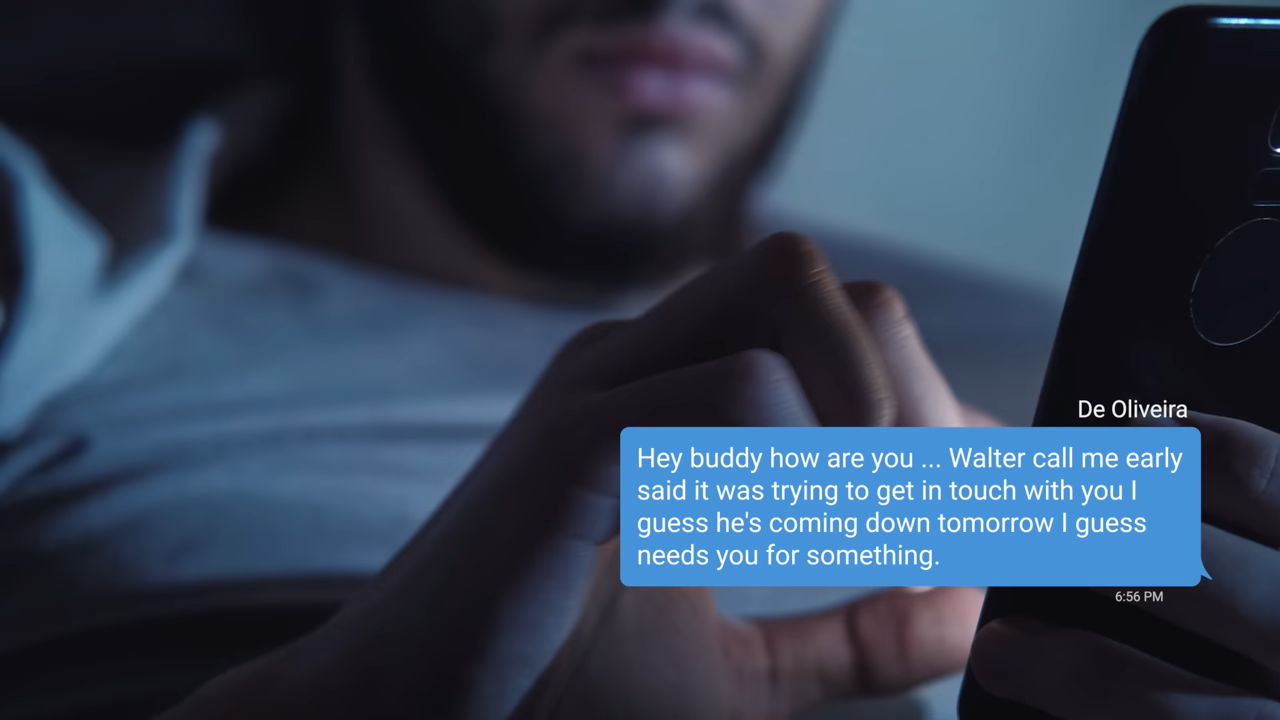 De Oliveira
Hey buddy how are you ... Walter call me early
said it was trying to get in touch with you I
guess he's coming down tomorrow I guess
needs you for something.
6:56 PM